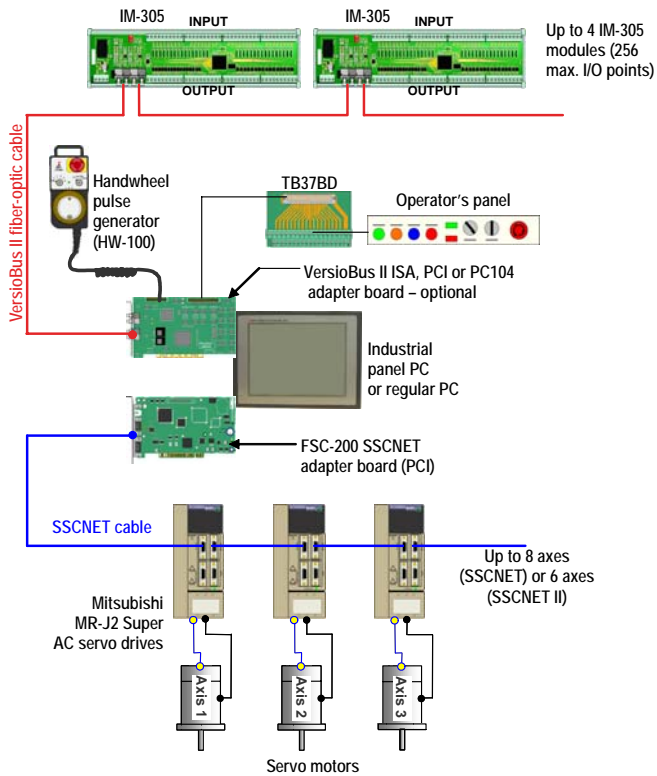 IM-305
INPUT
OUTPUT
IM-305
INPUT
OUTPUT
Up to 4 IM-305
modules (256
max. I/O points)
VersioBus II fiber-optic cable
Handwheel
pulse
generator
(HW-100)
TB37BD
Operator's panel
VersioBus II ISA, PCI or PC104
adapter board – optional
Industrial
panel PC
or regular PC
FSC-200 SSCNET
adapter board (PCI)
SSCNET cable
Up to 8 axes
(SSCNET) or 6 axes
(SSCNET II)
Mitsubishi
MR-J2 Super
AC servo drives
Axis 1
Axis 2
Axis 3
Servo motors